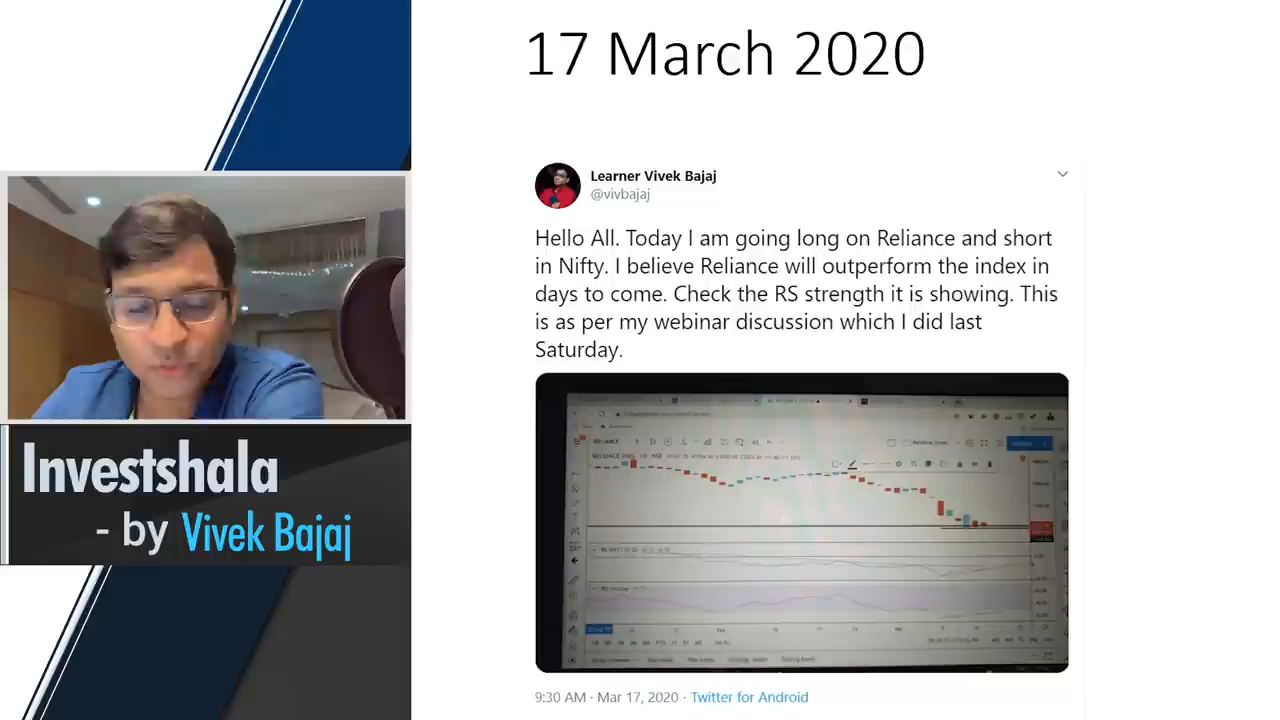 17 March 2020
Learner Vivek Bajaj
@vivbajaj
Hello All. Today I am going long on Reliance and short
in Nifty. I believe Reliance will outperform the index in
days to come. Check the RS strength it is showing. This
is as per my webinar discussion which I did last
Saturday.
RELIANCE
9:30 AM · Mar 17, 2020 · Twitter for Android
Investshala
- by Vivek Bajaj